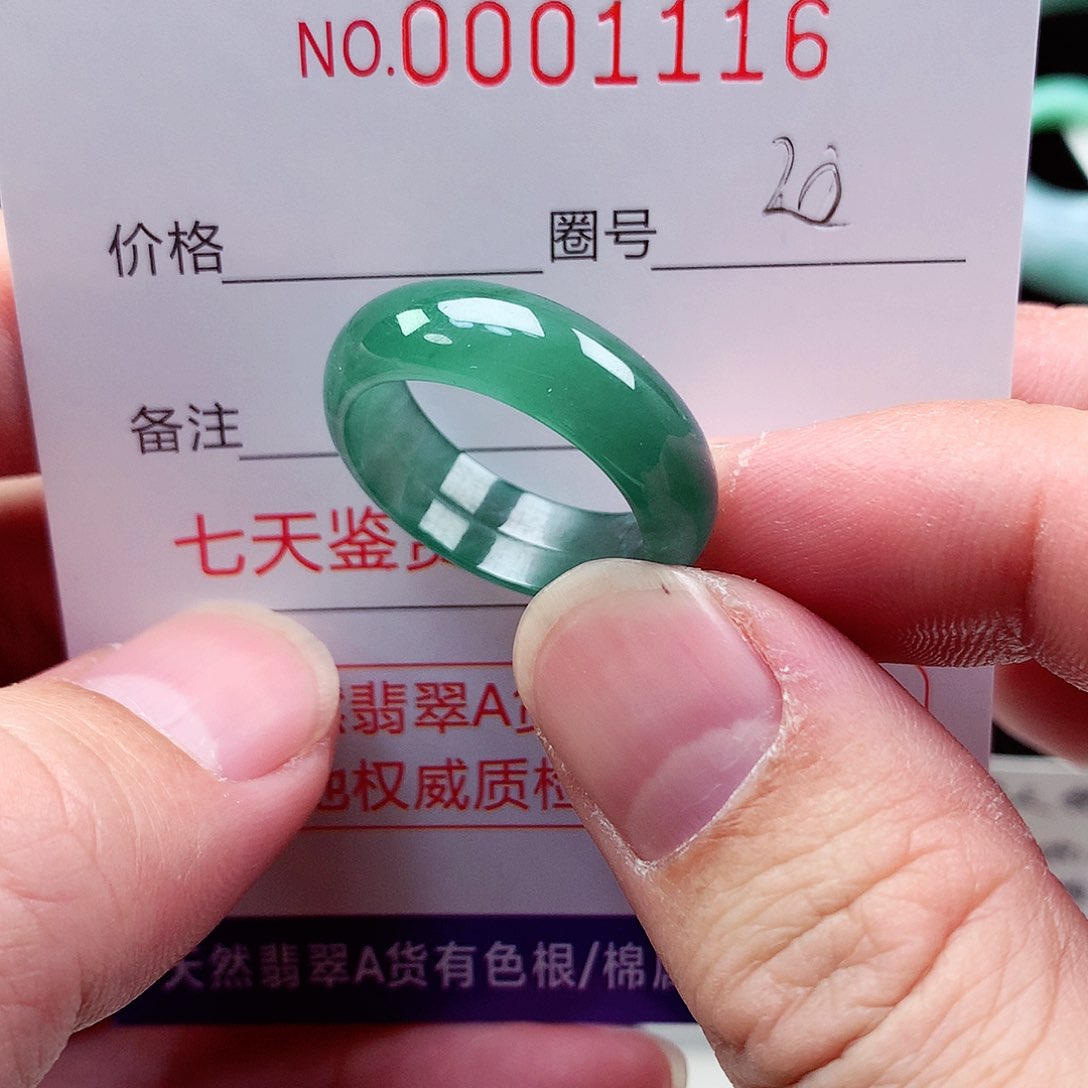 NO.0001116
价格 圈号 20
备注
七天鉴
翡翠A
权威质检
天然翡翠A货有色根/棉